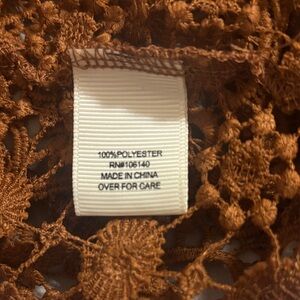 100%POLYESTER
RN#106140
MADE IN CHINA
OVER FOR CARE